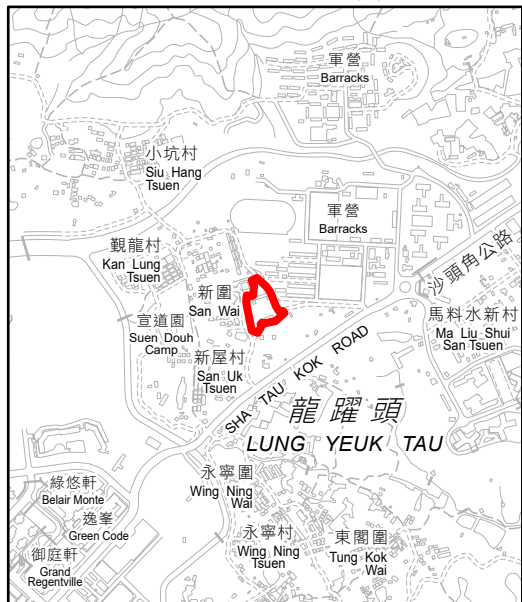 軍營
Barracks
小坑村
Siu Hang
Tsuen
軍營
Barracks
沙頭角公路
覲龍村
Kan Lung
Tsuen
新圍
San Wai
馬料水新村
Ma Liu Shui
San Tsuen
宣道園
Suen Douh
Camp
新屋村
San Uk
Tsuen
SHA TAU KOK ROAD
龍躍頭
LUNG YEUK TAU
永寧圍
Wing Ning
Wai
綠悠軒
Belair Monte
逸峯
Green Code
永寧村
Wing Ning
Tsuen
東閣圍
Tung Kok
Wai
御庭軒
Grand
Regentville